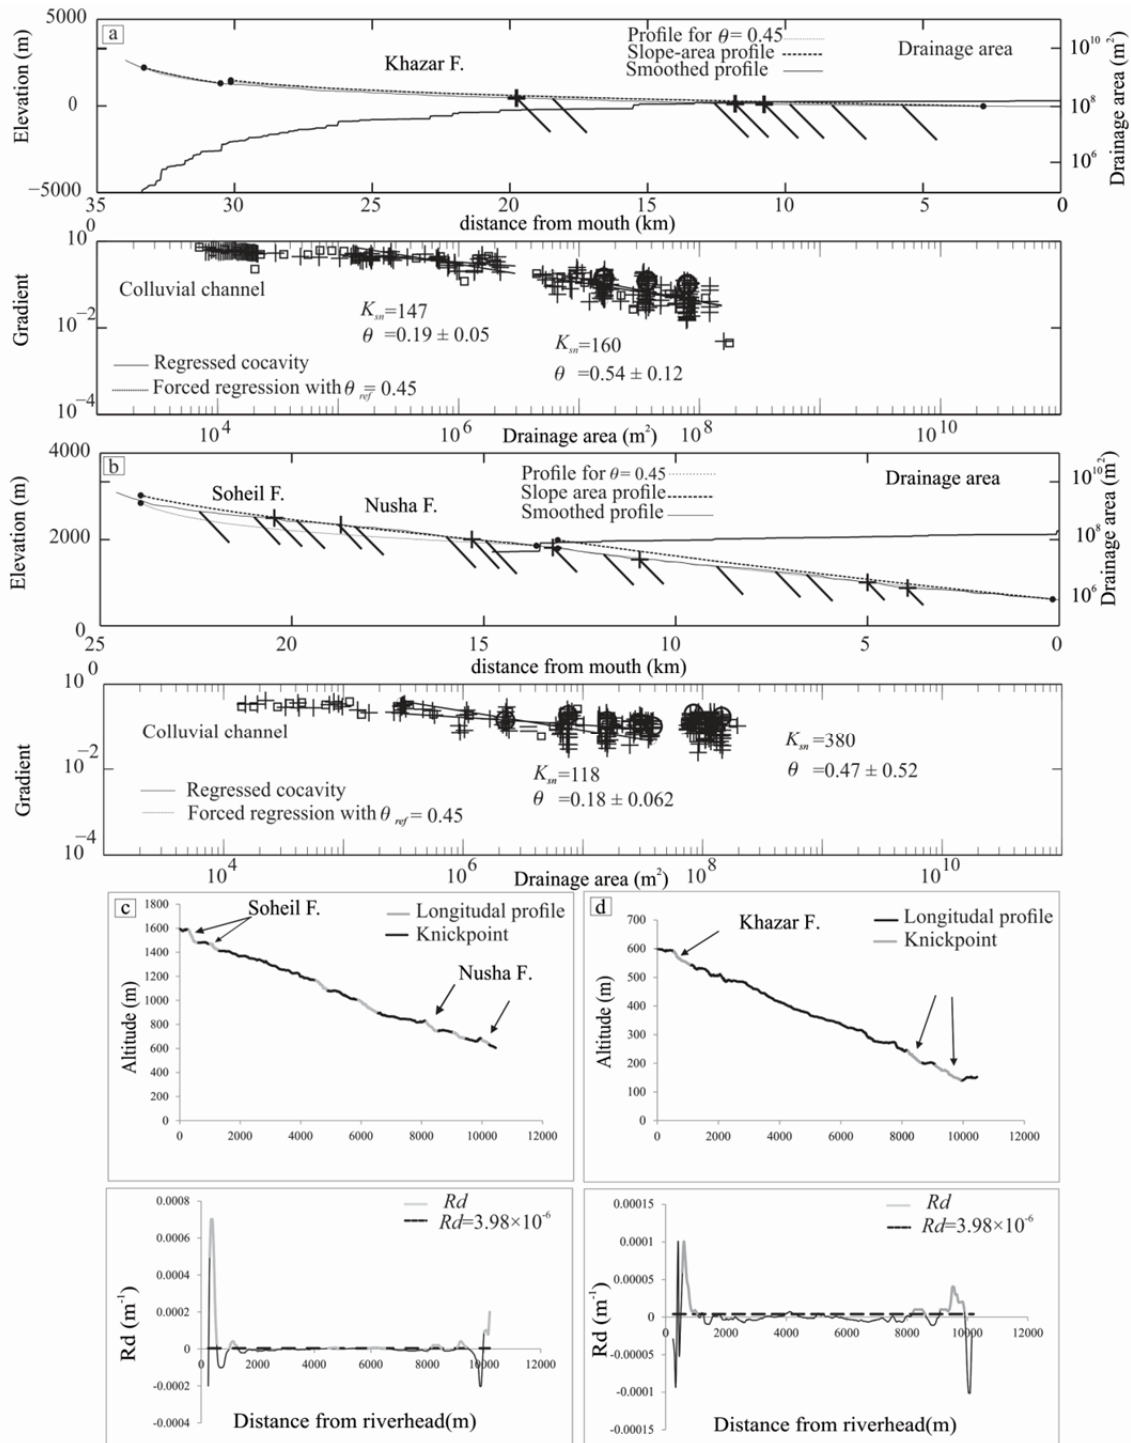 a
5000
0
−5000
Elevation (m)
Khazar F.
Profile for θ= 0.45
Slope-area profile
Smoothed profile
Drainage area
10^10
10^8
10^6
Drainage area (m^2)
35 30 25 20 15 10 5 0
distance from mouth (km)
0
10
10^−2
10^−4
Gradient
Colluvial channel
K_sn=147
θ =0.19 ± 0.05
K_sn=160
θ =0.54 ± 0.12
Regressed cocavity
Forced regression with θ_ref = 0.45
10^4 10^6 10^8 10^10
Drainage area (m^2)
b
4000
2000
0
Elevation (m)
Soheil F.
Nusha F.
Profile for θ= 0.45
Slope area profile
Smoothed profile
Drainage area
10^10
10^8
10^6
Drainage area (m^2)
25 20 15 10 5 0
distance from mouth (km)
0
10^0
10^−2
10^−4
Gradient
Colluvial channel
K_sn=118
θ =0.18 ± 0.062
K_sn=380
θ =0.47 ± 0.52
Regressed cocavity
Forced regression with θ_ref = 0.45
10^4 10^6 10^8 10^10
Drainage area (m^2)
c
Soheil F.
Nusha F.
Longitudal profile
Knickpoint
Altitude (m)
1800
1600
1400
1200
1000
800
600
400
200
0
0 2000 4000 6000 8000 10000 12000
d
Khazar F.
Longitudal profile
Knickpoint
Altitude (m)
700
600
500
400
300
200
100
0
0 2000 4000 6000 8000 10000 12000
Rd
Rd=3.98×10^-6
Rd (m^-1)
0.0008
0.0006
0.0004
0.0002
0
-0.0002
-0.0004
0 2000 4000 6000 8000 10000 12000
Distance from riverhead(m)
Rd
Rd=3.98×10^-6
Rd (m^-1)
0.00015
0.0001
0.00005
0
-0.00005
-0.0001
-0.00015
0 2000 4000 6000 8000 10000 12000
Distance from riverhead(m)